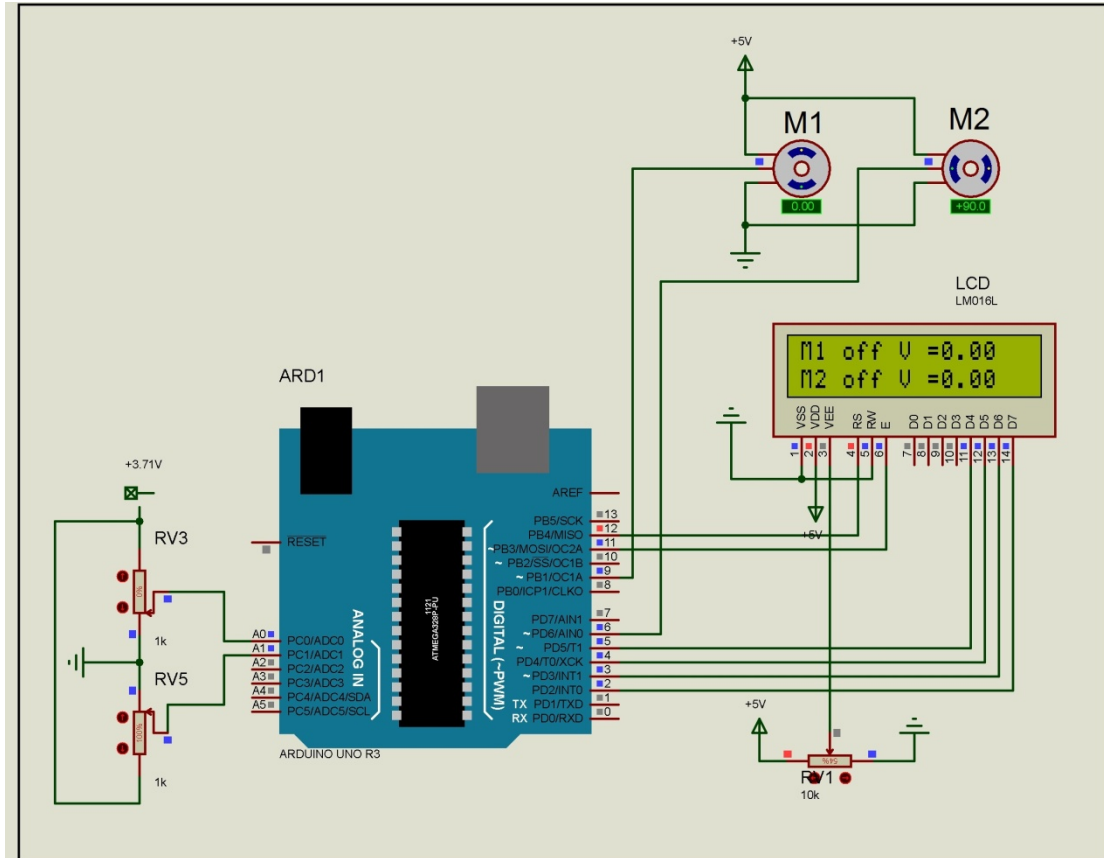 +5V
M1
M2
0.00
+90.0
LCD
LM016L
M1 off V =0.00
M2 off V =0.00
VSS
VDD
VEE
RS
RW
E
D0
D1
D2
D3
D4
D5
D6
D7
1
2
3
4
5
6
7
8
9
10
11
12
13
14
+5V
ARD1
+3.71V
RV3
0%
1k
RV5
100%
1k
RESET
AREF
PB5/SCK 13
PB4/MISO 12
~PB3/MOSI/OC2A 11
~ PB2/SS/OC1B 10
~ PB1/OC1A 9
PB0/ICP1/CLKO 8
PD7/AIN1 7
~ PD6/AIN0 6
~ PD5/T1 5
PD4/T0/XCK 4
~ PD3/INT1 3
PD2/INT0 2
TX PD1/TXD 1
RX PD0/RXD 0
A0 PC0/ADC0
A1 PC1/ADC1
A2 PC2/ADC2
A3 PC3/ADC3
A4 PC4/ADC4/SDA
A5 PC5/ADC5/SCL
ANALOG IN
1121
ATMEGA328P-PU
DIGITAL (~PWM)
ARDUINO UNO R3
+5V
54%
RV1
10k